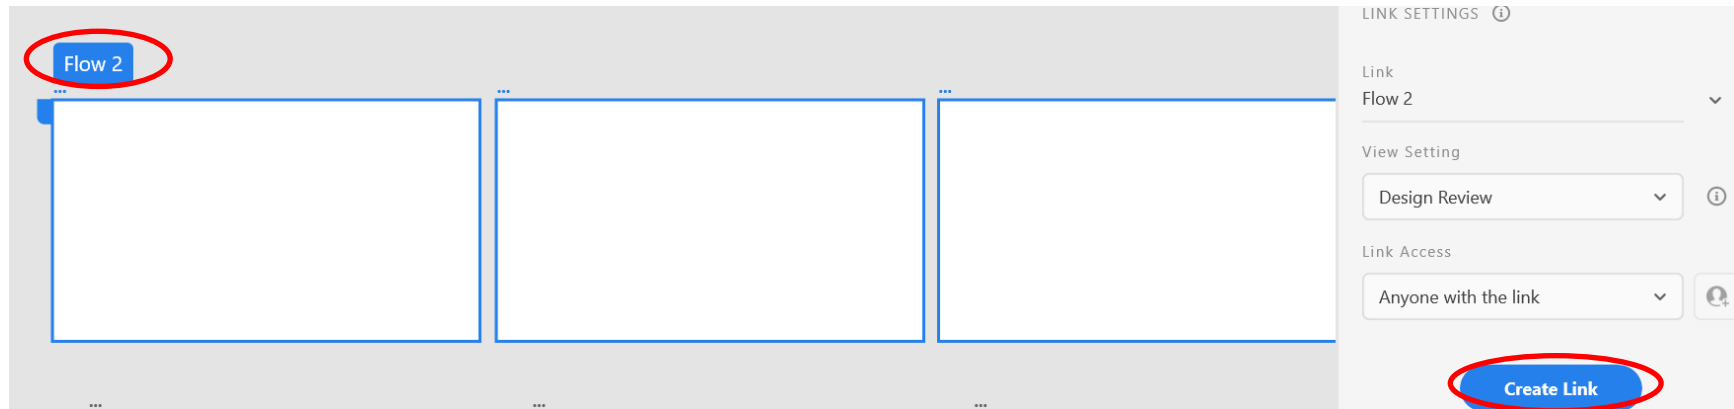 Flow 2
...
...
...
...
...
...
LINK SETTINGS
Link
Flow 2
View Setting
Design Review
Link Access
Anyone with the link
Create Link